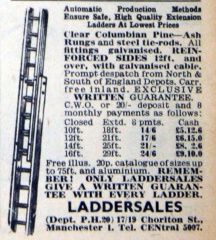 Automatic Production Methods
Ensure Safe, High Quality Extension
Ladders At Lowest Prices
Clear Columbian Pine—Ash
Rungs and steel tie-rods. All
fittings galvanised. REIN-
FORCED SIDES 12ft. and
over, with galvanised cable.
Prompt despatch from North &
South of England Depots. Carr.
free inland. EXCLUSIVE
WRITTEN GUARANTEE.
C.W.O. or 20/- deposit and 8
monthly payments as follows:
Closed Extd. 8 pmts. Cash
10ft. 18ft. 14/6 £5.12.6
12ft. 21ft. 17/6 £6.15.0
14ft. 25ft. 21/- £8. 2.6
16ft. 29ft. 24/6 £9.10.0
Free illus. 20p. catalogue of sizes up
to 75ft. and aluminium. REMEM-
BER! ONLY LADDERSALES
GIVE A WRITTEN GUARAN-
TEE WITH EVERY LADDER.
LADDERSALES
(Dept. P.H.20) 17/19 Chorlton St.,
Manchester 1. Tel. CENtral 5097.